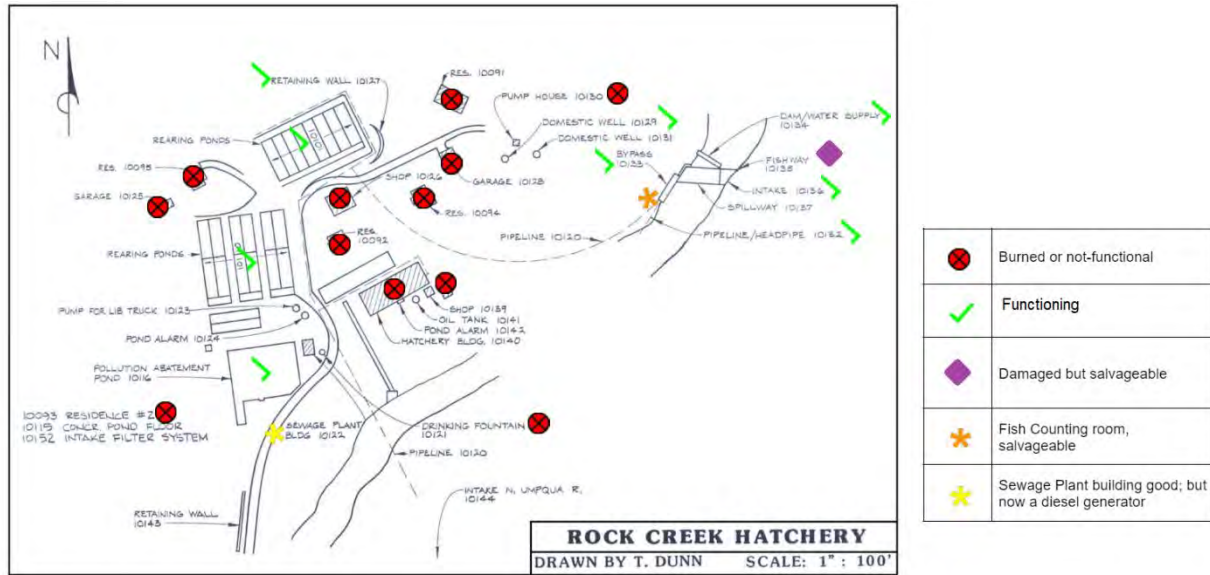 N
RETAINING WALL 10127
RES. 10091
PUMP HOUSE 10130
DOMESTIC WELL 10129
DOMESTIC WELL 10131
DAM/WATER SUPPLY
10134
REARING PONDS
BYPASS
10133
FISHWAY
10135
RES. 10095
GARAGE 10128
SHOP 10126
INTAKE 10136
GARAGE 10125
RES. 10094
SPILLWAY 10137
RES.
10092
PIPELINE 10120
PIPELINE/HEADPIPE 10132
REARING PONDS
PUMP FOR LIB TRUCK 10123
SHOP 10139
OIL TANK 10141
POND ALARM 10142
HATCHERY BLDG. 10140
POND ALARM 10124
POLLUTION ABATEMENT
POND 10116
10093 RESIDENCE #2
10119 CONCR. POND FLOOR
10152 INTAKE FILTER SYSTEM
SEWAGE PLANT
BLDG 10122
DRINKING FOUNTAIN
10121
PIPELINE 10120
INTAKE N. UMPQUA R.
10144
RETAINING WALL
10143
ROCK CREEK HATCHERY
DRAWN BY T. DUNN SCALE: 1" : 100'
Burned or not-functional
Functioning
Damaged but salvageable
Fish Counting room,
salvageable
Sewage Plant building good; but
now a diesel generator